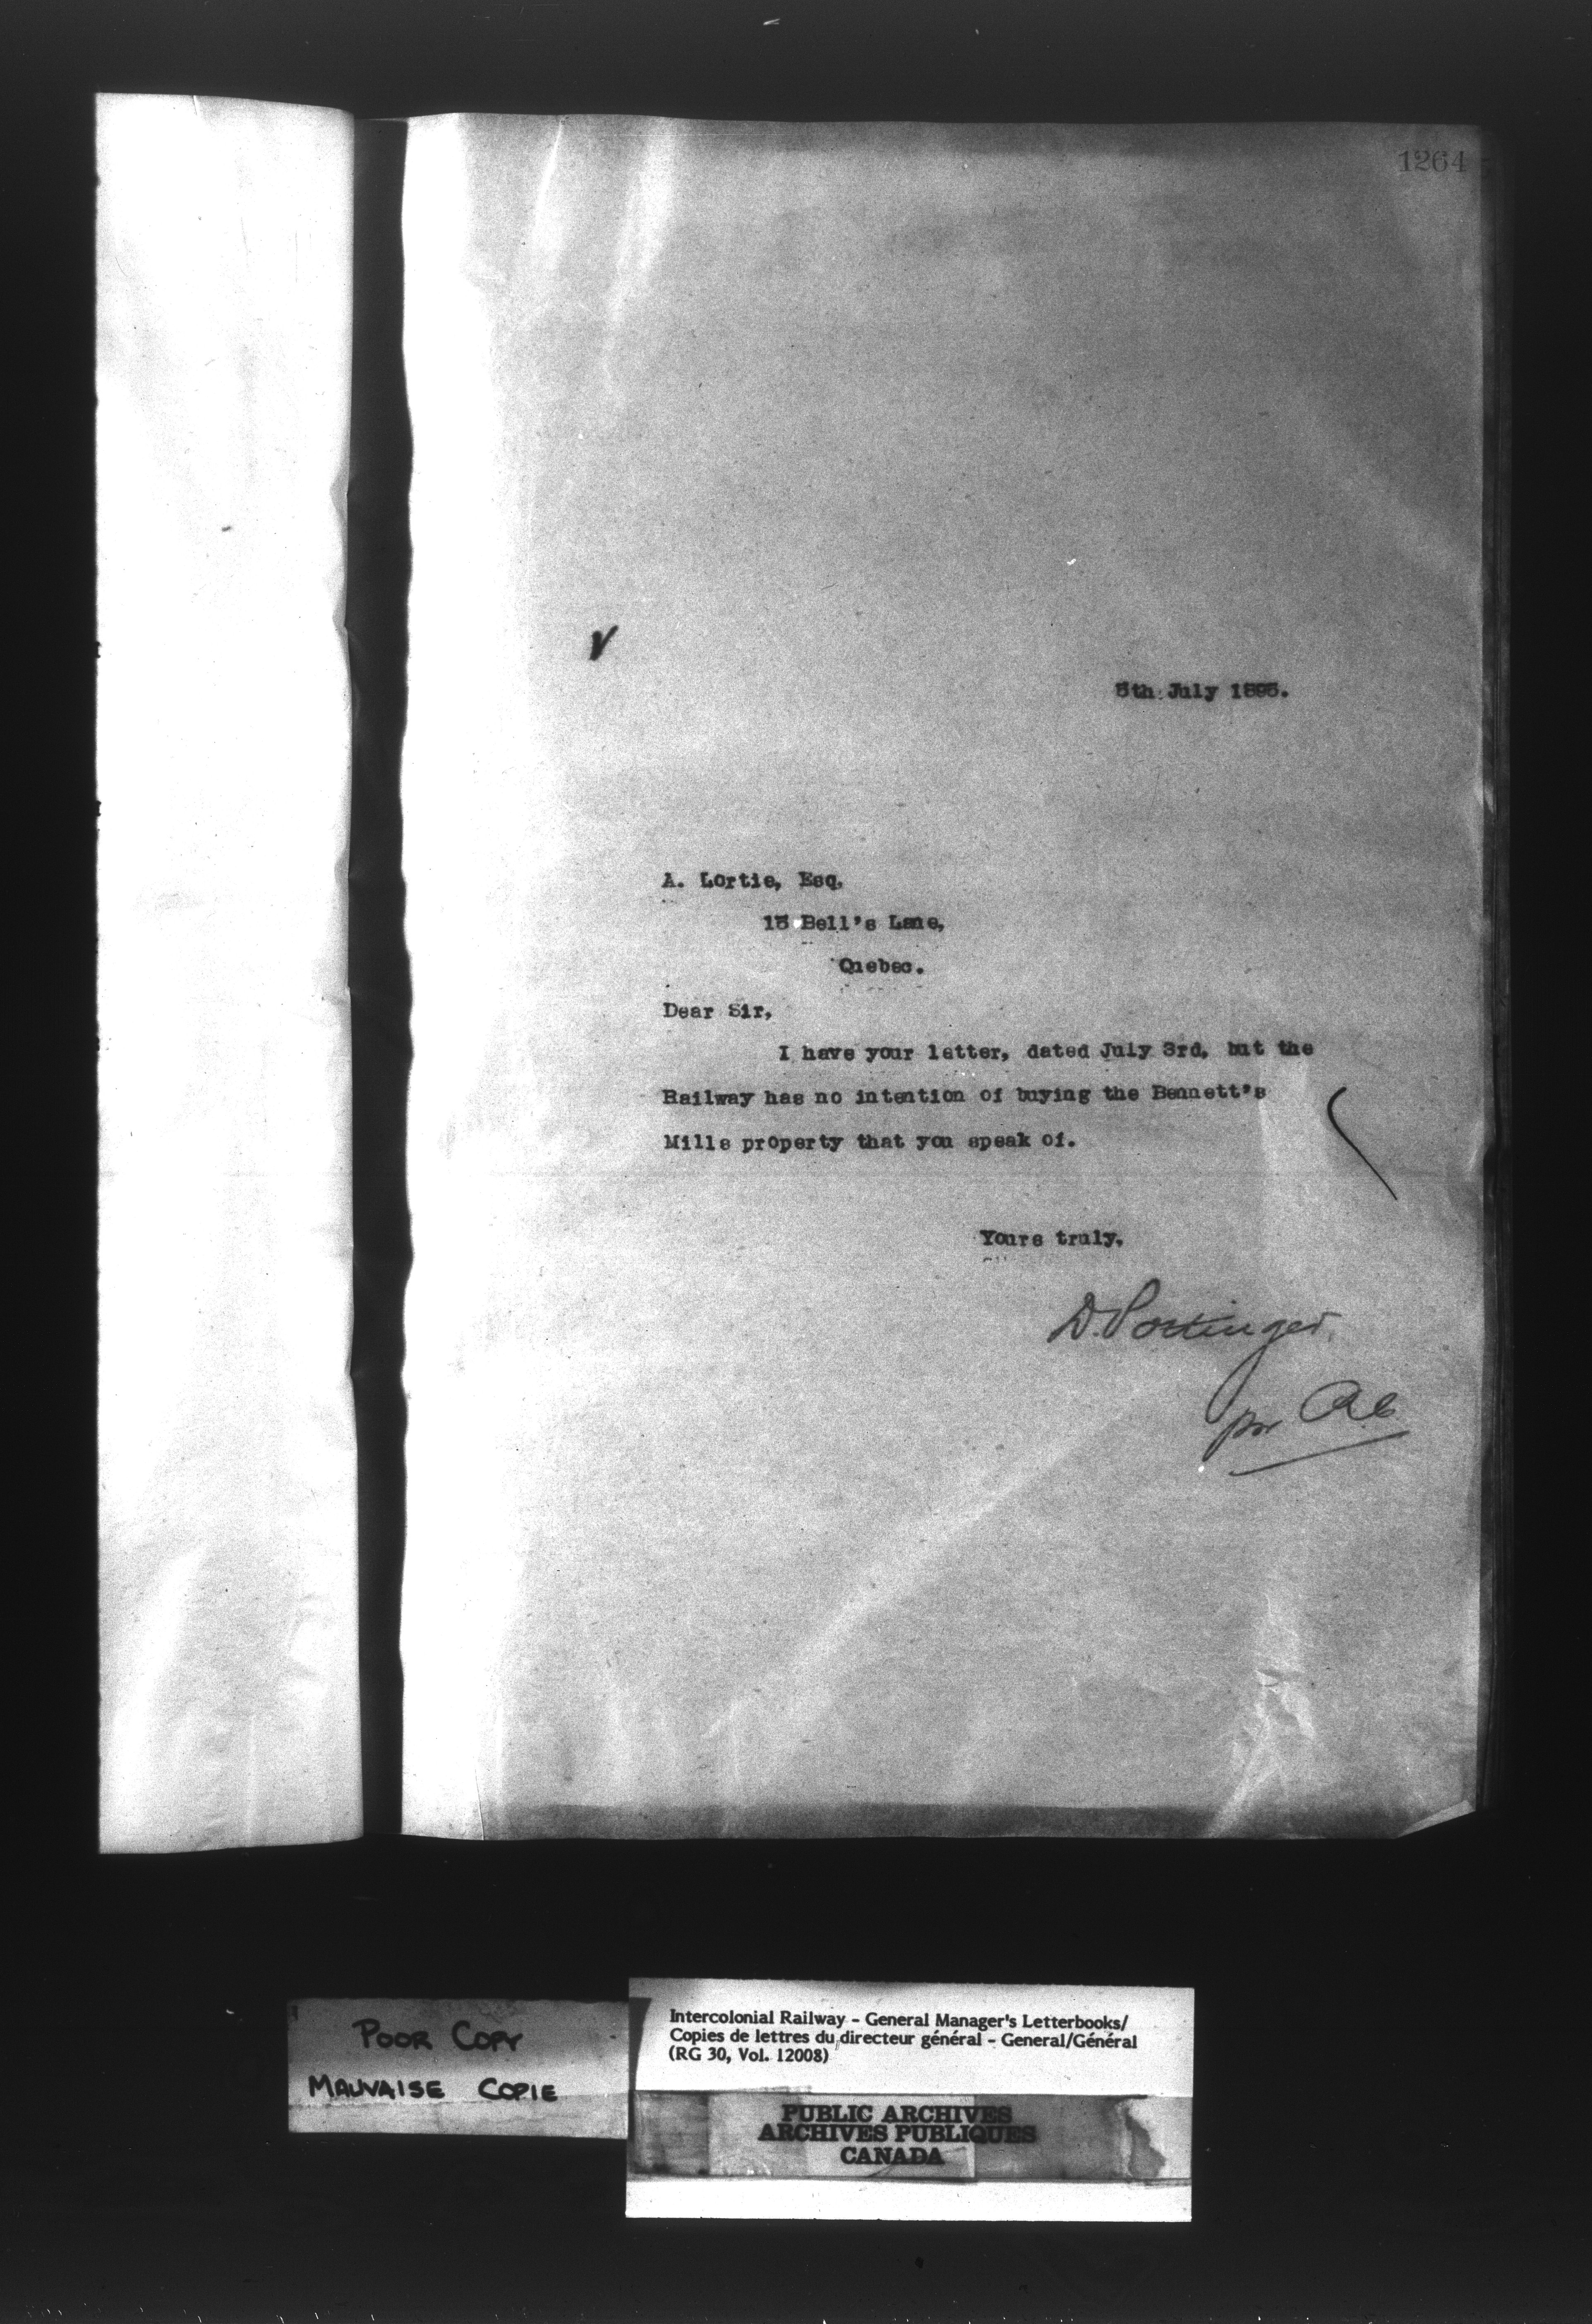 1264
5th July 1895.
A. Lortie, Esq.
15 Bell's Lane,
Quebec.
Dear Sir,
I have your letter, dated July 3rd, but the
Railway has no intention of buying the Bennett's
Mills property that you speak of.
Yours truly,
D. Pottinger
pr
POOR COPY
MAUVAISE COPIE
Intercolonial Railway - General Manager's Letterbooks/
Copies de lettres du directeur général - General/Général
(RG 30, Vol. 12008)
PUBLIC ARCHIVES
ARCHIVES PUBLIQUES
CANADA